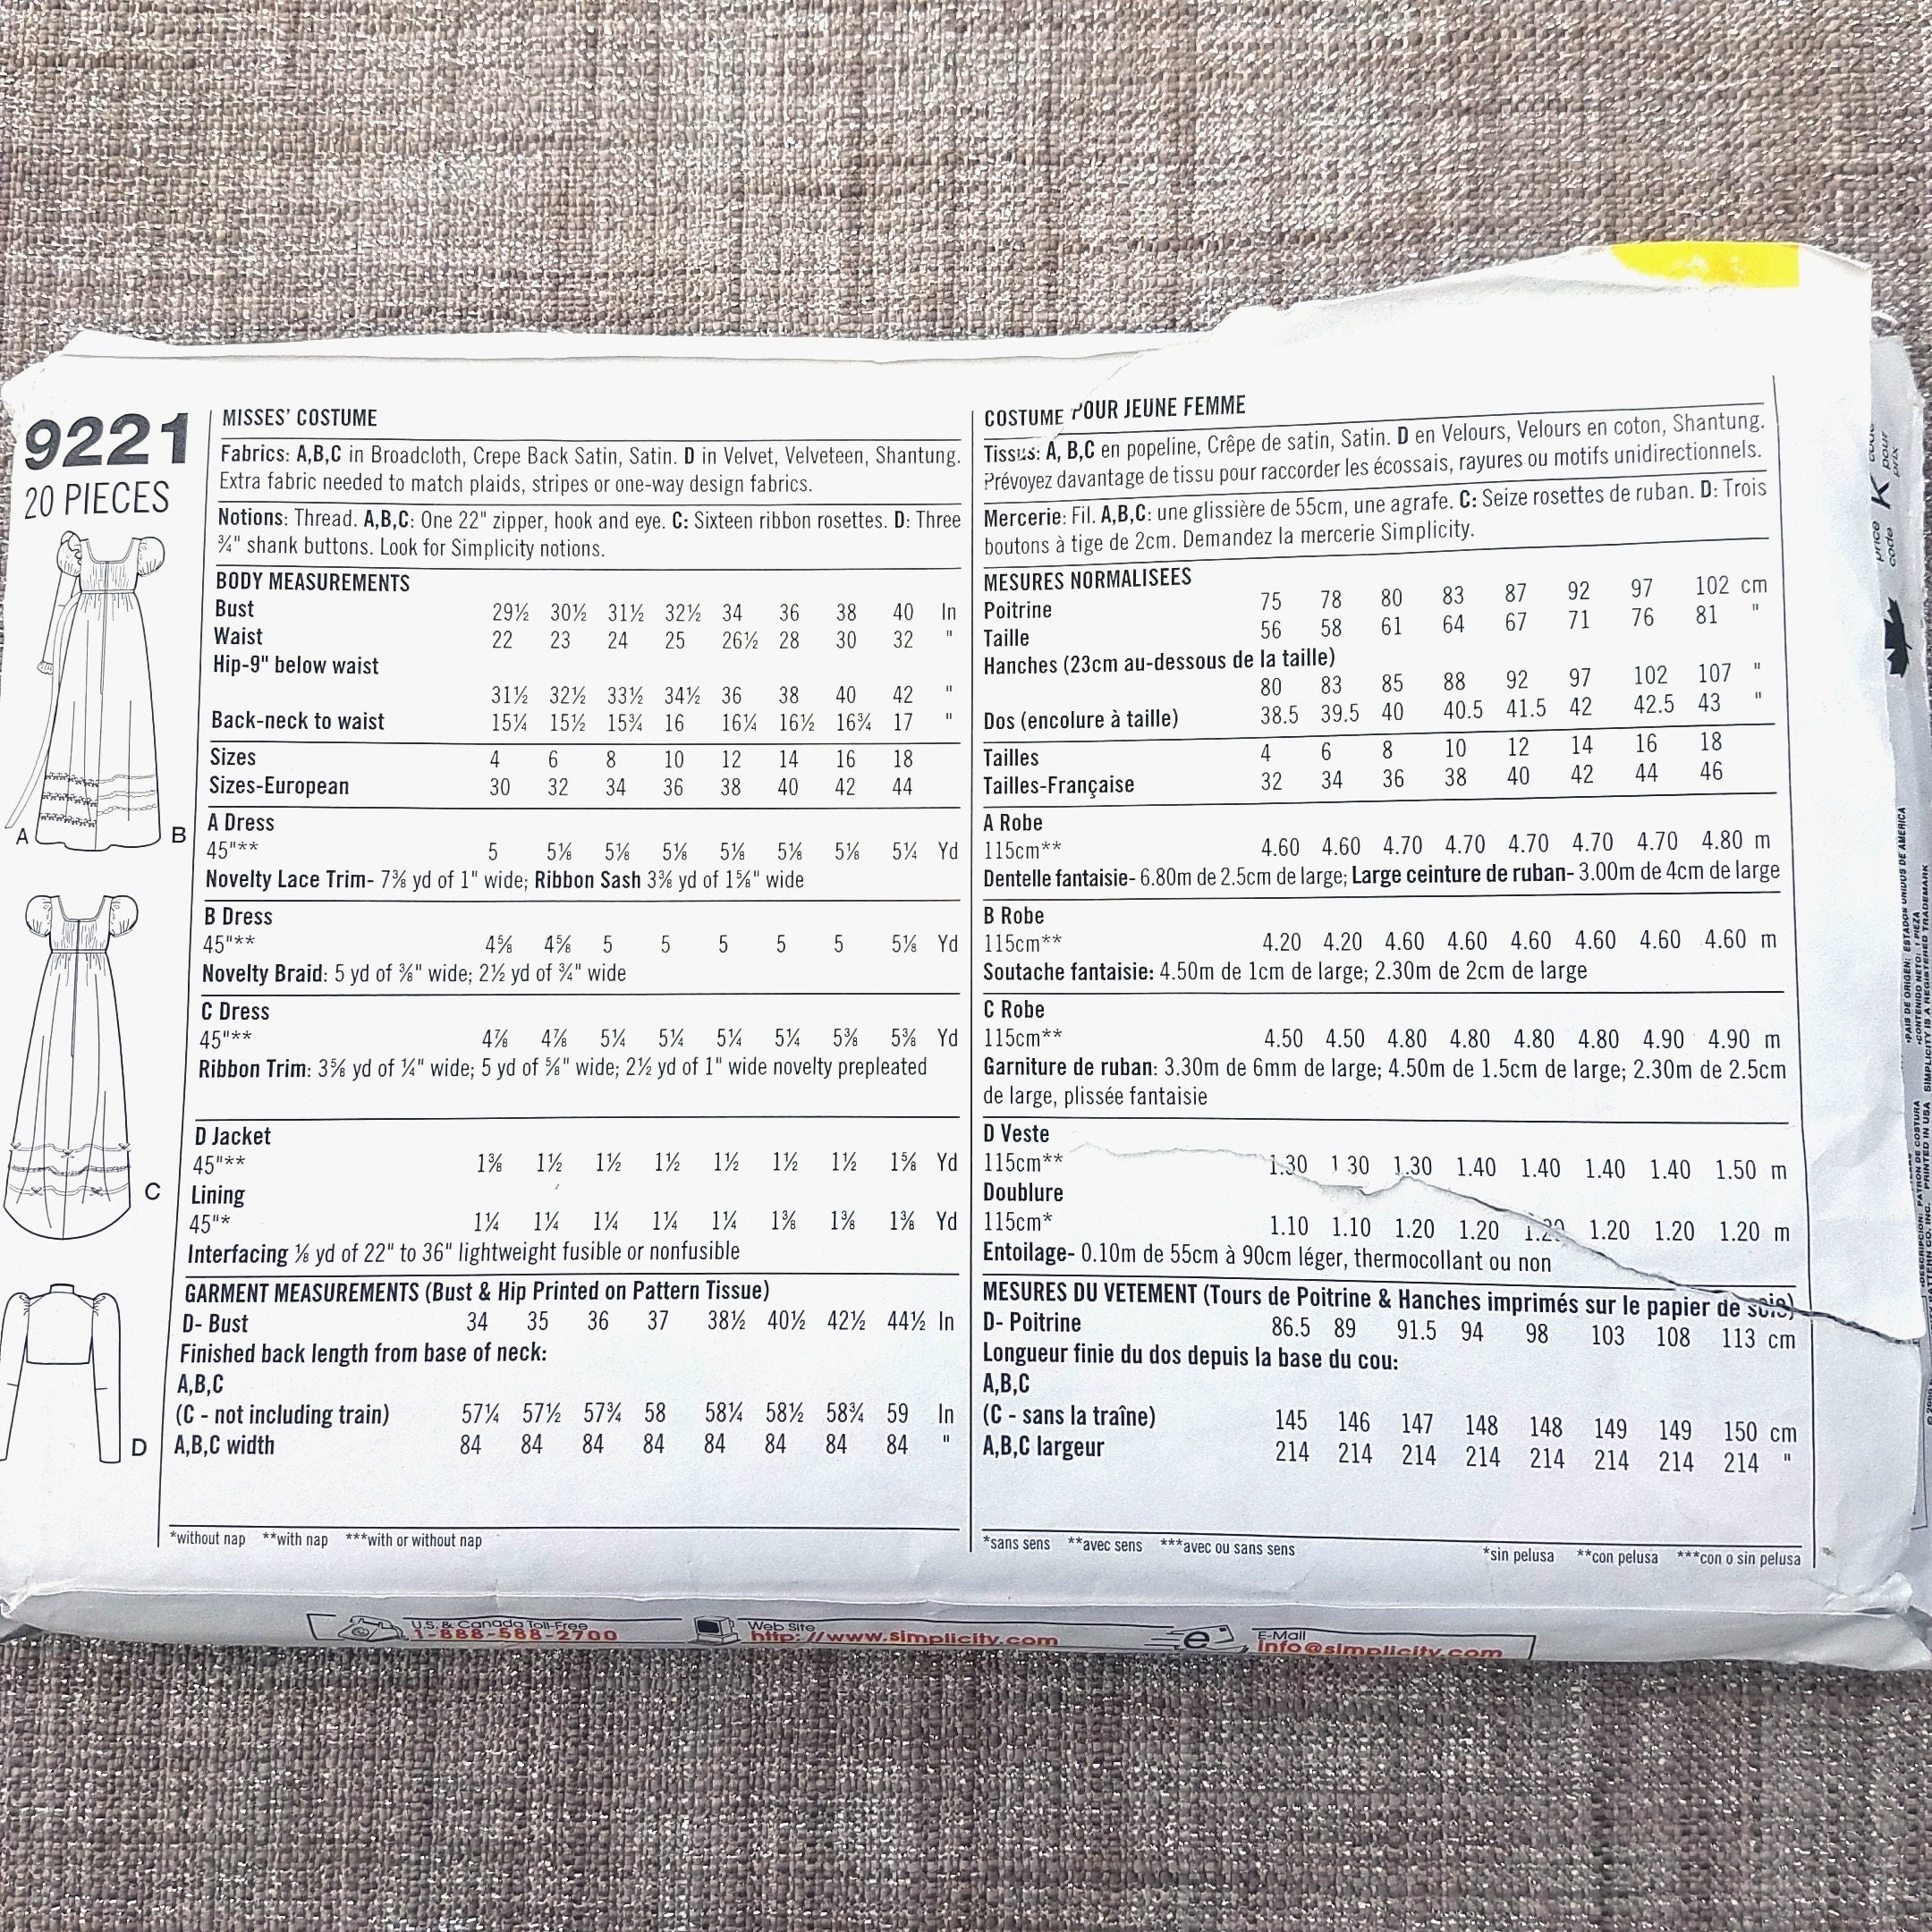 9221
20 PIECES
A
B
C
D
MISSES' COSTUME
Fabrics: A,B,C in Broadcloth, Crepe Back Satin, Satin. D in Velvet, Velveteen, Shantung.
Extra fabric needed to match plaids, stripes or one-way design fabrics.
Notions: Thread. A,B,C: One 22" zipper, hook and eye. C: Sixteen ribbon rosettes. D: Three
¾" shank buttons. Look for Simplicity notions.
BODY MEASUREMENTS
Bust 29½ 30½ 31½ 32½ 34 36 38 40 In
Waist 22 23 24 25 26½ 28 30 32 "
Hip-9" below waist
31½ 32½ 33½ 34½ 36 38 40 42 "
Back-neck to waist 15¼ 15½ 15¾ 16 16¼ 16½ 16¾ 17 "
Sizes 4 6 8 10 12 14 16 18
Sizes-European 30 32 34 36 38 40 42 44
A Dress
45"** 5 5⅛ 5⅛ 5⅛ 5⅛ 5⅛ 5⅛ 5¼ Yd
Novelty Lace Trim- 7⅜ yd of 1" wide; Ribbon Sash 3⅜ yd of 1⅝" wide
B Dress
45"** 4⅝ 4⅝ 5 5 5 5 5 5⅛ Yd
Novelty Braid: 5 yd of ⅜" wide; 2½ yd of ¾" wide
C Dress
45"** 4⅞ 4⅞ 5¼ 5¼ 5¼ 5¼ 5⅜ 5⅜ Yd
Ribbon Trim: 3⅝ yd of ¼" wide; 5 yd of ⅝" wide; 2½ yd of 1" wide novelty prepleated
D Jacket
45"** 1⅜ 1½ 1½ 1½ 1½ 1½ 1½ 1⅝ Yd
Lining
45"* 1¼ 1¼ 1¼ 1¼ 1¼ 1⅜ 1⅜ 1⅜ Yd
Interfacing ⅛ yd of 22" to 36" lightweight fusible or nonfusible
GARMENT MEASUREMENTS (Bust & Hip Printed on Pattern Tissue)
D- Bust 34 35 36 37 38½ 40½ 42½ 44½ In
Finished back length from base of neck:
A,B,C
(C - not including train) 57¼ 57½ 57¾ 58 58¼ 58½ 58¾ 59 In
A,B,C width 84 84 84 84 84 84 84 84 "
*without nap **with nap ***with or without nap
COSTUME POUR JEUNE FEMME
Tissus: A, B,C en popeline, Crêpe de satin, Satin. D en Velours, Velours en coton, Shantung.
Prévoyez davantage de tissu pour raccorder les écossais, rayures ou motifs unidirectionnels.
Mercerie: Fil. A,B,C: une glissière de 55cm, une agrafe. C: Seize rosettes de ruban. D: Trois
boutons à tige de 2cm. Demandez la mercerie Simplicity.
MESURES NORMALISEES
Poitrine 75 78 80 83 87 92 97 102 cm
Taille 56 58 61 64 67 71 76 81 "
Hanches (23cm au-dessous de la taille)
80 83 85 88 92 97 102 107 "
Dos (encolure à taille) 38.5 39.5 40 40.5 41.5 42 42.5 43 "
Tailles 4 6 8 10 12 14 16 18
Tailles-Française 32 34 36 38 40 42 44 46
A Robe
115cm** 4.60 4.60 4.70 4.70 4.70 4.70 4.70 4.80 m
Dentelle fantaisie- 6.80m de 2.5cm de large; Large ceinture de ruban- 3.00m de 4cm de large
B Robe
115cm** 4.20 4.20 4.60 4.60 4.60 4.60 4.60 4.60 m
Soutache fantaisie: 4.50m de 1cm de large; 2.30m de 2cm de large
C Robe
115cm** 4.50 4.50 4.80 4.80 4.80 4.80 4.90 4.90 m
Garniture de ruban: 3.30m de 6mm de large; 4.50m de 1.5cm de large; 2.30m de 2.5cm
de large, plissée fantaisie
D Veste
115cm** 1.30 1 30 1.30 1.40 1.40 1.40 1.40 1.50 m
Doublure
115cm* 1.10 1.10 1.20 1.20 1.20 1.20 1.20 1.20 m
Entoilage- 0.10m de 55cm à 90cm léger, thermocollant ou non
MESURES DU VETEMENT (Tours de Poitrine & Hanches imprimés sur le papier de soie)
D- Poitrine 86.5 89 91.5 94 98 103 108 113 cm
Longueur finie du dos depuis la base du cou:
A,B,C
(C - sans la traîne) 145 146 147 148 148 149 149 150 cm
A,B,C largeur 214 214 214 214 214 214 214 214 "
*sans sens **avec sens ***avec ou sans sens
*sin pelusa **con pelusa ***con o sin pelusa
price code K code pour prix
*PAIS DE ORIGEN: ESTADOS UNIDOS DE AMERICA
*CONTENIDO NETO: 1 PIEZA
SIMPLICITY IS A REGISTERED TRADEMARK
*DESCRIPCION: PATRON DE COSTURA
PATTERN CO. INC. PRINTED IN USA
U.S. & Canada Toll-Free
1-888-588-2700
Web Site
http://www.simplicity.com
E-Mail
info@simplicity.com